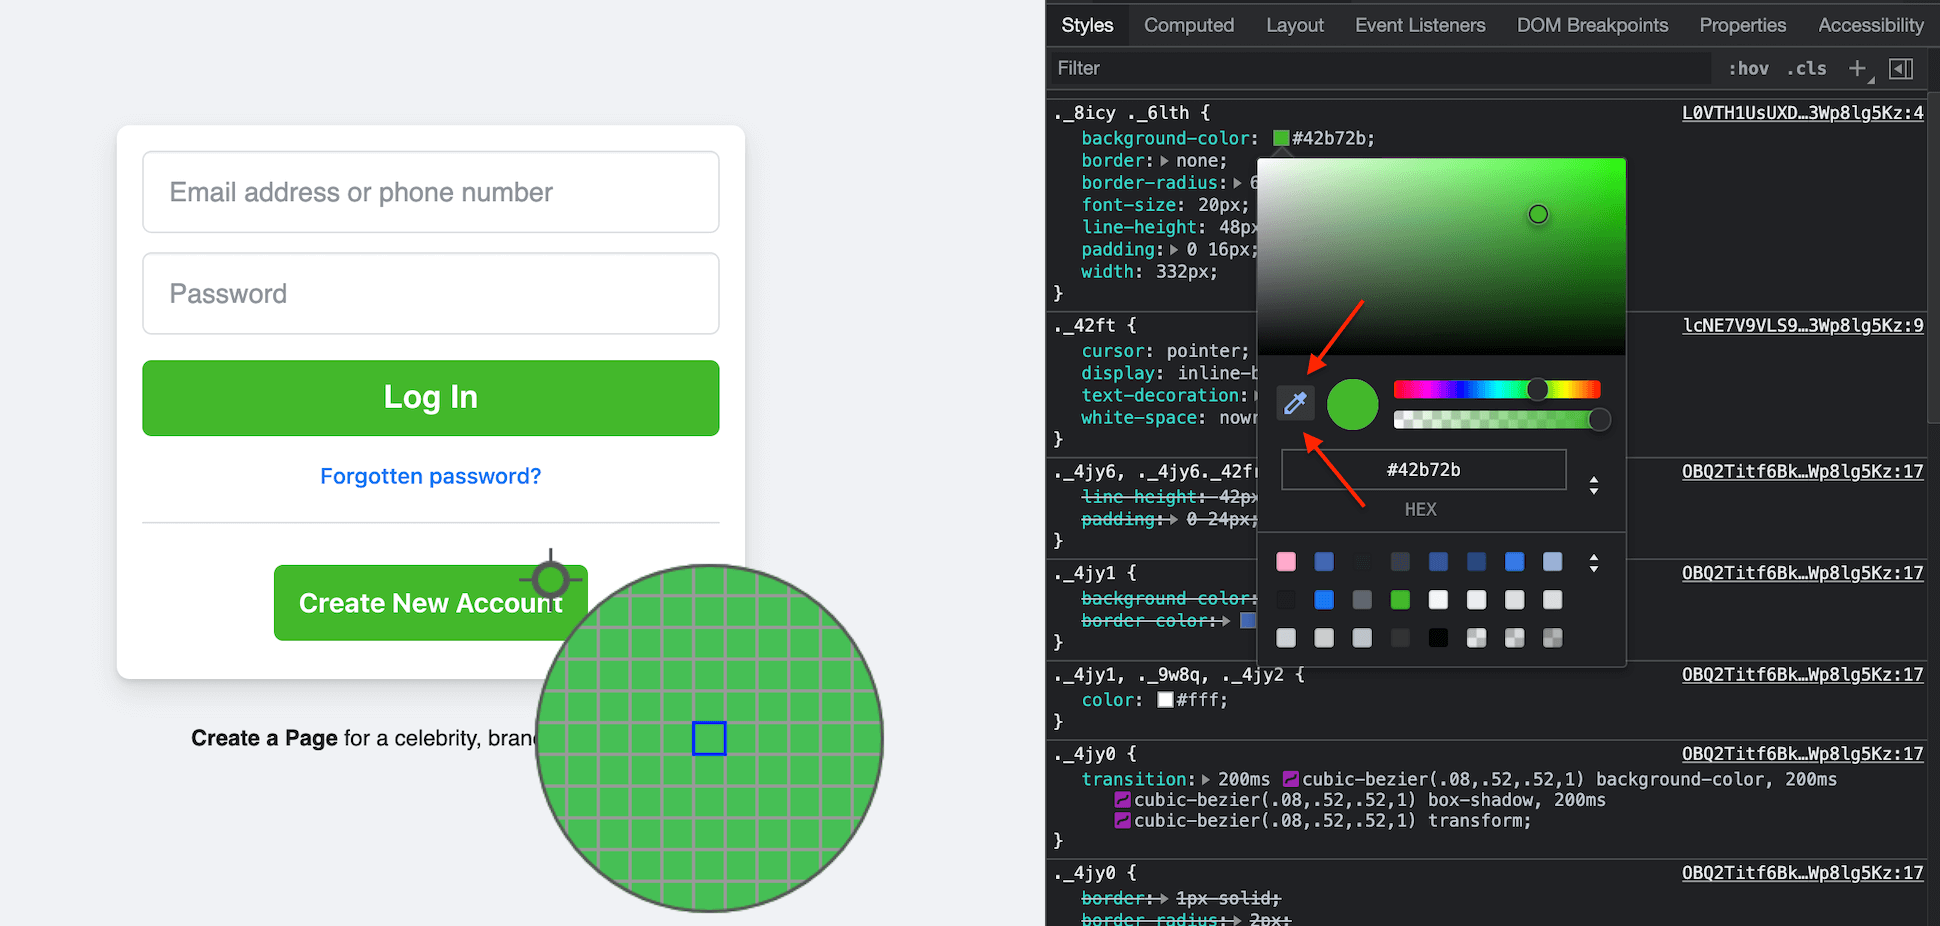 Email address or phone number
Password
Log In
Forgotten password?
Create New Account
Create a Page for a celebrity, bran
Styles Computed Layout Event Listeners DOM Breakpoints Properties Accessibility
Filter :hov .cls +
._8icy ._6lth { L0VTH1UsUXD…3Wp8lg5Kz:4
background-color: #42b72b;
border: none;
border-radius: 6
font-size: 20px;
line-height: 48px
padding: 0 16px;
width: 332px;
}
._42ft { lcNE7V9VLS9…3Wp8lg5Kz:9
cursor: pointer;
display: inline-b
text-decoration:
white-space: nowr
}
._4jy6, ._4jy6._42f OBQ2Titf6Bk…Wp8lg5Kz:17
line-height: 42px
padding: 0 24px;
}
._4jy1 { OBQ2Titf6Bk…Wp8lg5Kz:17
background-color:
border-color:
}
#42b72b
HEX
._4jy1, ._9w8q, ._4jy2 { OBQ2Titf6Bk…Wp8lg5Kz:17
color: #fff;
}
._4jy0 { OBQ2Titf6Bk…Wp8lg5Kz:17
transition: 200ms cubic-bezier(.08,.52,.52,1) background-color, 200ms
cubic-bezier(.08,.52,.52,1) box-shadow, 200ms
cubic-bezier(.08,.52,.52,1) transform;
}
._4jy0 { OBQ2Titf6Bk…Wp8lg5Kz:17
border: 1px solid;
border-radius: 2px;